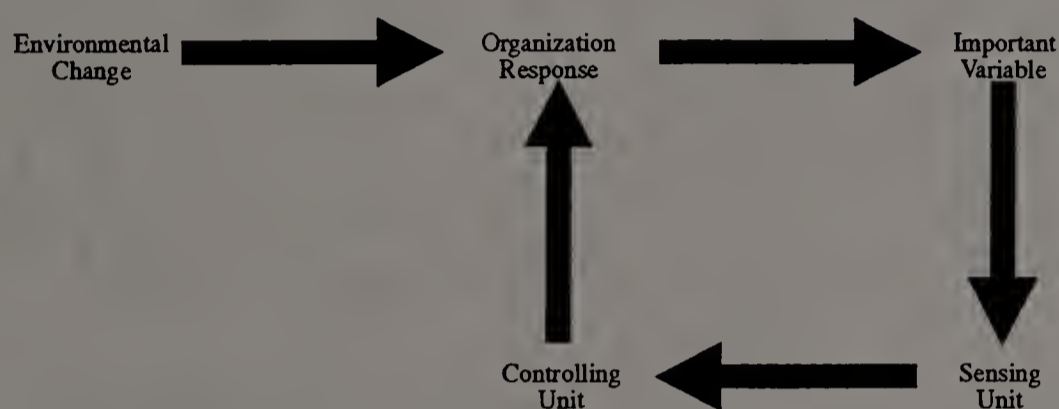 Environmental
Change
Organization
Response
Important
Variable
Controlling
Unit
Sensing
Unit